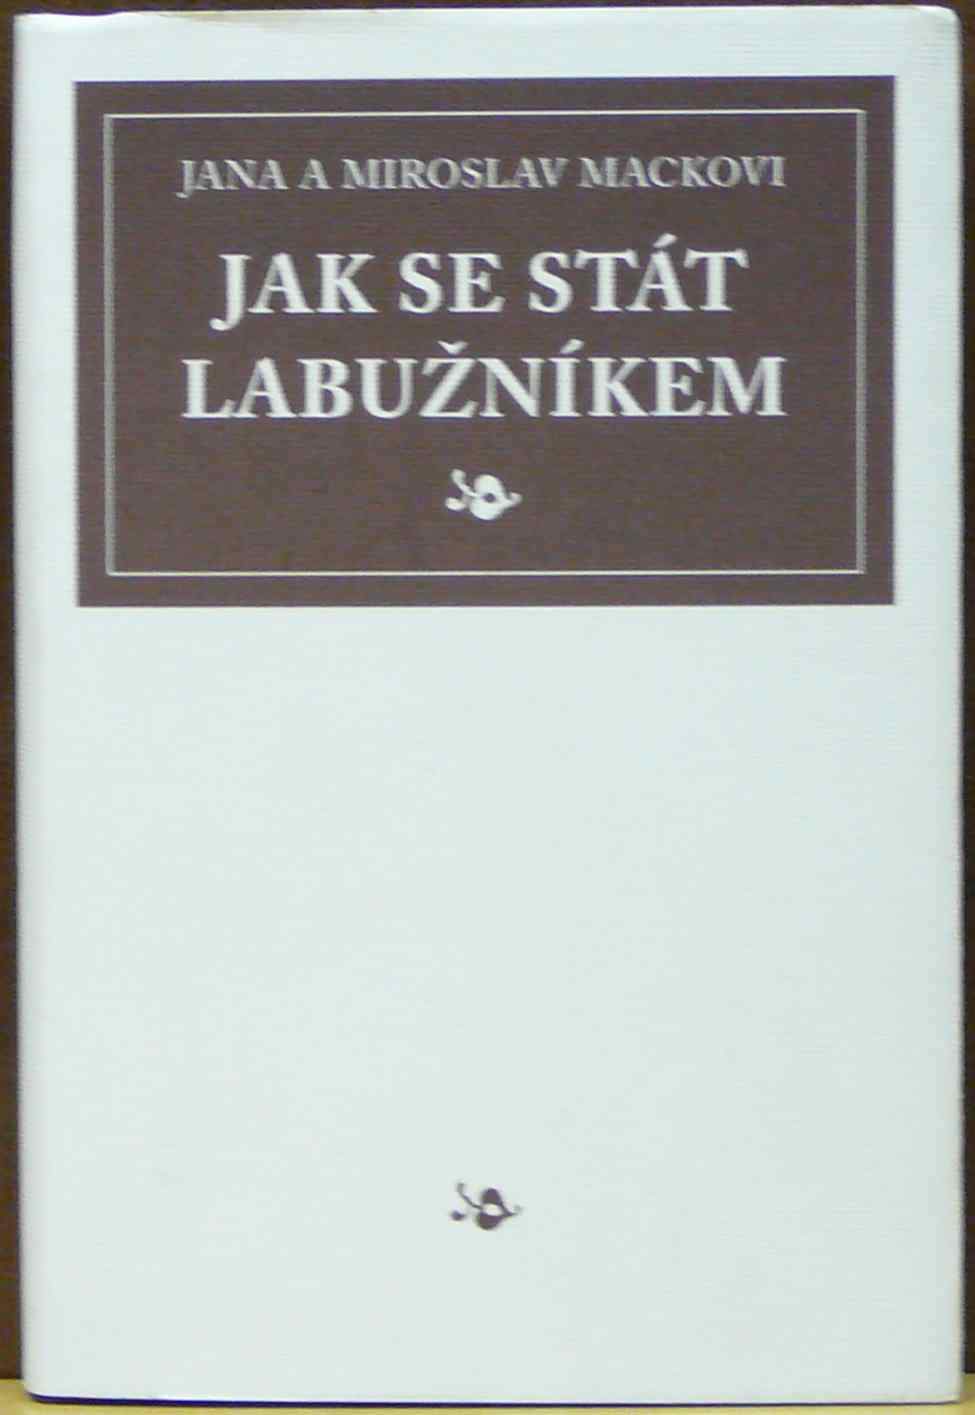 JANA A MIROSLAV MACKOVI
JAK SE STÁT
LABUŽNÍKEM